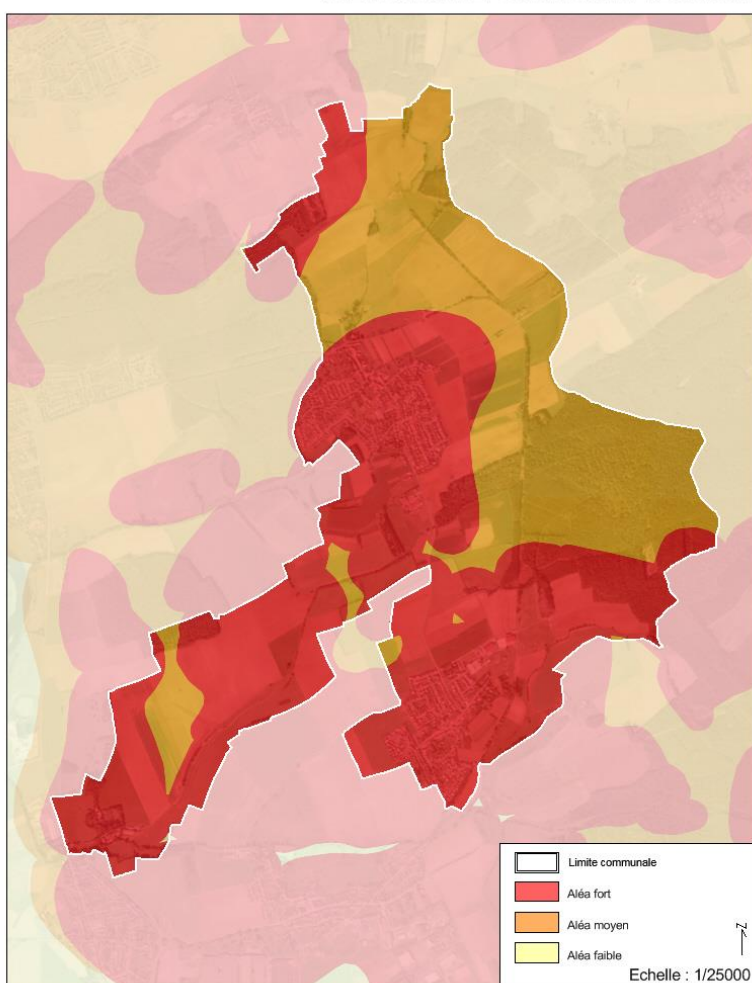 Limite communale
Aléa fort
Aléa moyen
Aléa faible
N
Echelle : 1/25000